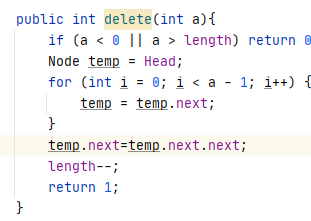 public int delete(int a){
if (a < 0 || a > length) return 0
Node temp = Head;
for (int i = 0; i < a - 1; i++) {
temp = temp.next;
}
temp.next=temp.next.next;
length--;
return 1;
}